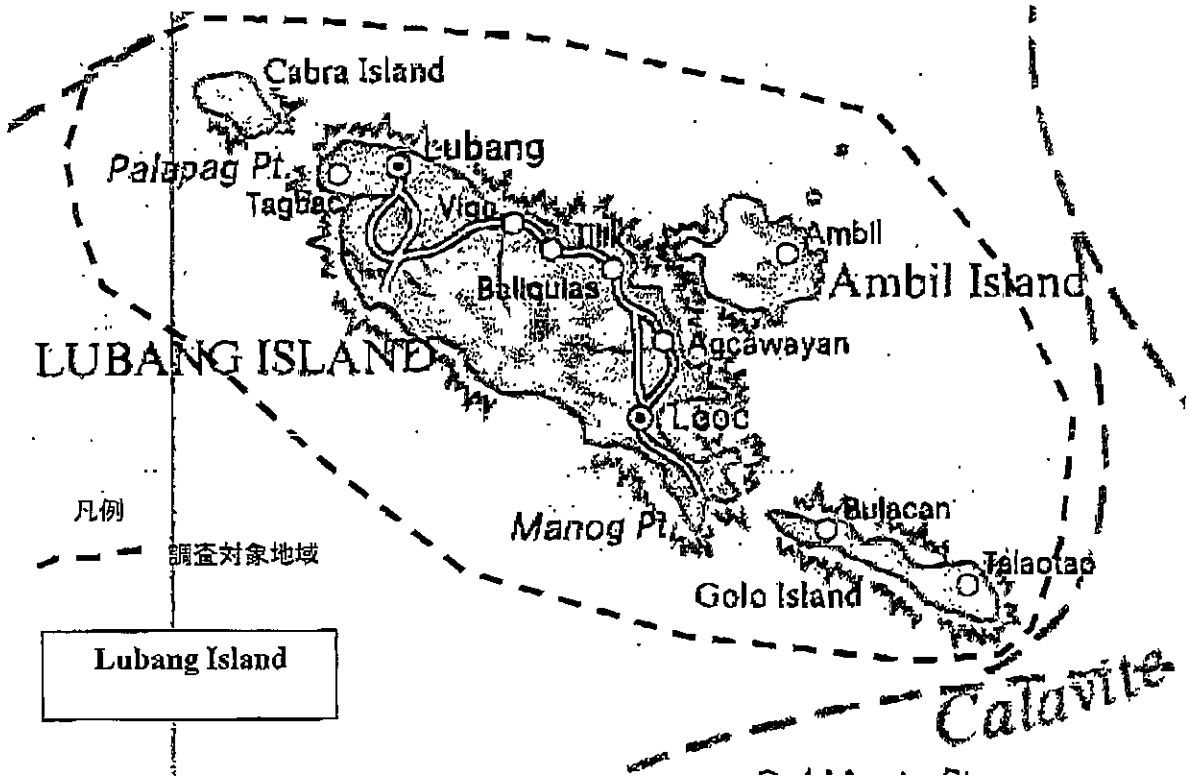 Cabra Island
Lubang
Palapag Pt.
Tagbac
Vigo
Tilik
Ambil
Baliquias
Ambil Island
LUBANG ISLAND
Agcawayan
Looc
凡例
Bulacan
Manog Pt.
調査対象地域
Talaotao
Golo Island
Lubang Island
Calavite